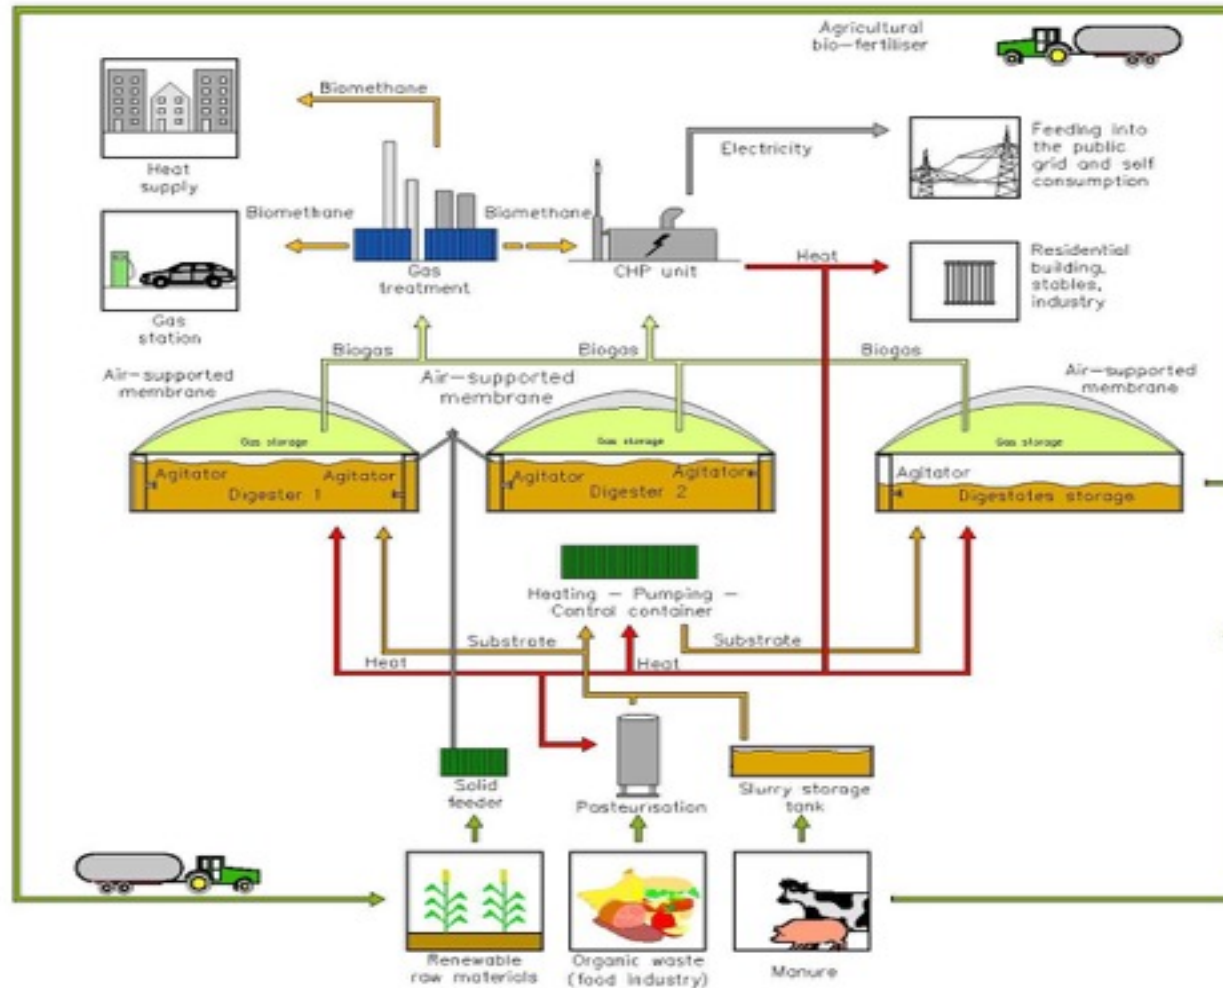 Agricultural
bio-fertiliser
Biomethane
Heat
supply
Electricity
Feeding into
the public
grid and self
consumption
Biomethane
Biomethane
Gas
treatment
CHP unit
Heat
Residential
building,
stables,
industry
Gas
station
Biogas
Biogas
Biogas
Air-supported
membrane
Air-supported
membrane
Air-supported
membrane
Gas storage
Gas storage
Gas storage
Agitator
Agitator
Digester 1
Agitator
Agitator
Digester 2
Agitator
Digestates storage
Heating - Pumping -
Control container
Substrate
Substrate
Heat
Heat
Solid
feeder
Pasteurisation
Slurry storage
tank
Renewable
raw materials
Organic waste
(food industry)
Manure